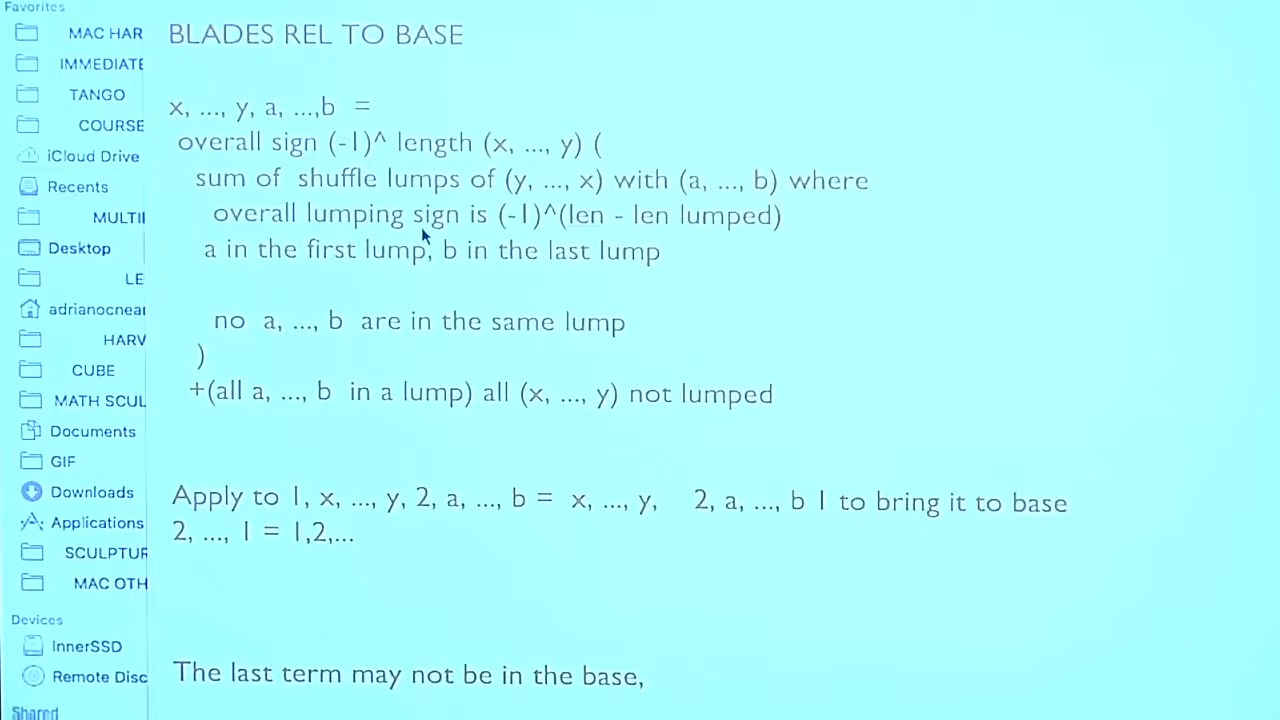 Favorites
MAC HAR
IMMEDIATE
TANGO
COURSE
iCloud Drive
Recents
MULTI
Desktop
LE
adrianocnear
HARV
CUBE
MATH SCUL
Documents
GIF
Downloads
Applications
SCULPTUR
MAC OTH
Devices
InnerSSD
Remote Disc
Shared
BLADES REL TO BASE
x, ..., y, a, ...,b =
overall sign (-1)^ length (x, ..., y) (
sum of shuffle lumps of (y, ..., x) with (a, ..., b) where
overall lumping sign is (-1)^(len - len lumped)
a in the first lump, b in the last lump
no a, ..., b are in the same lump
)
+(all a, ..., b in a lump) all (x, ..., y) not lumped
Apply to 1, x, ..., y, 2, a, ..., b = x, ..., y, 2, a, ..., b 1 to bring it to base
2, ..., 1 = 1,2,...
The last term may not be in the base,